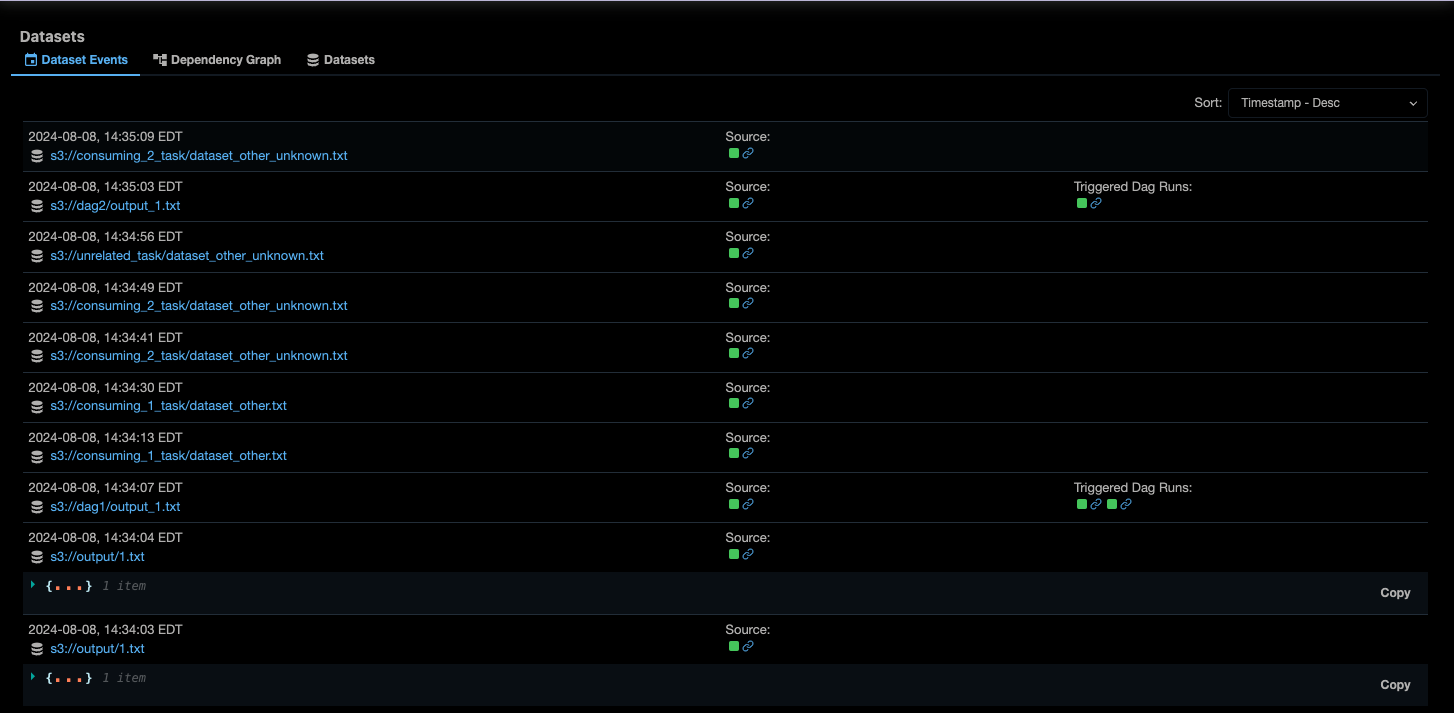 Datasets
Dataset Events Dependency Graph Datasets
Sort: Timestamp - Desc
2024-08-08, 14:35:09 EDT Source:
s3://consuming_2_task/dataset_other_unknown.txt
2024-08-08, 14:35:03 EDT Source: Triggered Dag Runs:
s3://dag2/output_1.txt
2024-08-08, 14:34:56 EDT Source:
s3://unrelated_task/dataset_other_unknown.txt
2024-08-08, 14:34:49 EDT Source:
s3://consuming_2_task/dataset_other_unknown.txt
2024-08-08, 14:34:41 EDT Source:
s3://consuming_2_task/dataset_other_unknown.txt
2024-08-08, 14:34:30 EDT Source:
s3://consuming_1_task/dataset_other.txt
2024-08-08, 14:34:13 EDT Source:
s3://consuming_1_task/dataset_other.txt
2024-08-08, 14:34:07 EDT Source: Triggered Dag Runs:
s3://dag1/output_1.txt
2024-08-08, 14:34:04 EDT Source:
s3://output/1.txt
{...} 1 item Copy
2024-08-08, 14:34:03 EDT Source:
s3://output/1.txt
{...} 1 item Copy